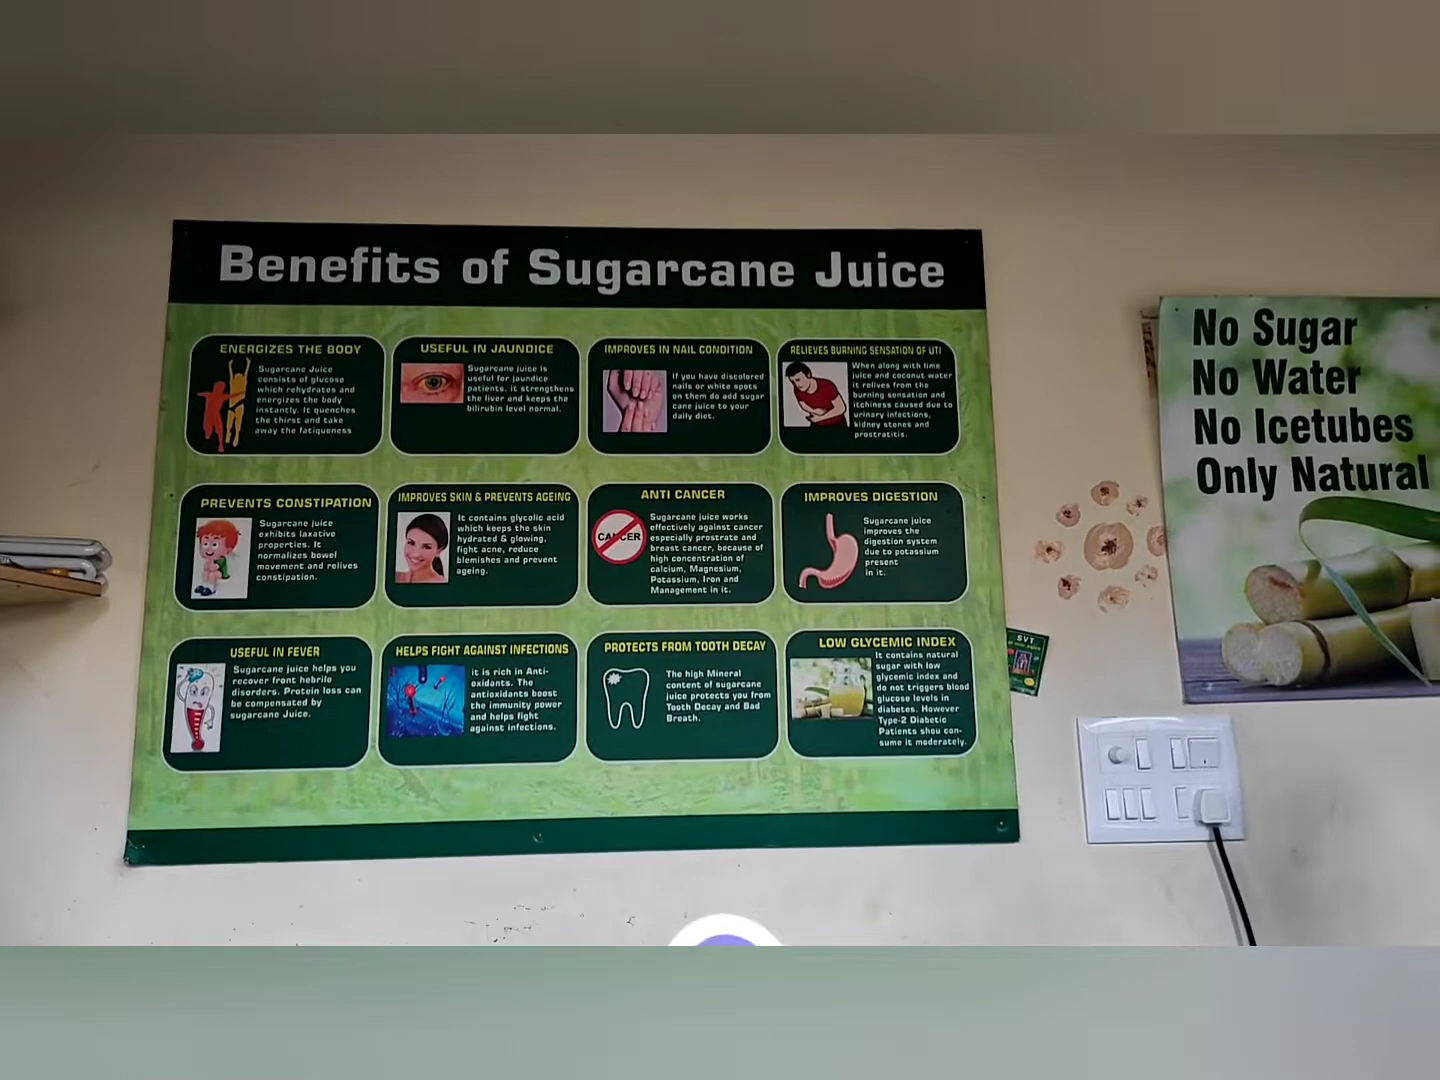 Benefits of Sugarcane Juice
ENERGIZES THE BODY
Sugarcane Juice
consists of glucose
which rehydrates and
energizes the body
instantly. It quenches
the thirst and take
away the fatiqueness
USEFUL IN JAUNDICE
Sugarcane juice is
useful for jaundice
patients. it strengthens
the liver and keeps the
bilirubin level normal.
IMPROVES IN NAIL CONDITION
If you have discolored
nails or white spots
on them do add sugar
cane juice to your
daily diet.
RELIEVES BURNING SENSATION OF UTI
When along with lime
juice and coconut water
it rolives from the
burning sensation and
itchiness caused due to
urinary infections,
kidney stones and
prostratitis.
PREVENTS CONSTIPATION
Sugarcane juice
exhibits laxative
properties. It
normalizes bowel
movement and relives
constipation.
IMPROVES SKIN & PREVENTS AGEING
It contains glycolic acid
which keeps the skin
hydrated & glowing,
fight acne, reduce
blemishes and prevent
ageing.
ANTI CANCER
CANCER
Sugarcane juice works
effectively against cancer
especially prostrate and
breast cancer, because of
high concentration of
calcium, Magnesium,
Potassium, Iron and
Management in it.
IMPROVES DIGESTION
Sugarcane juice
improves the
digestion system
due to potassium
present
in it.
USEFUL IN FEVER
Sugarcane juice helps you
recover front hebrile
disorders. Protein loss can
be compensated by
sugarcane Juice.
HELPS FIGHT AGAINST INFECTIONS
it is rich in Anti-
oxidants. The
antioxidants boost
the immunity power
and helps fight
against infections.
PROTECTS FROM TOOTH DECAY
The high Mineral
content of sugarcane
juice protects you from
Tooth Decay and Bad
Breath.
LOW GLYCEMIC INDEX
It contains natural
sugar with low
glycemic index and
do not triggers blood
glucose levels in
diabetes. However
Type-2 Diabetic
Patients shou con-
sume it moderately.
No Sugar
No Water
No Icetubes
Only Natural
SVT